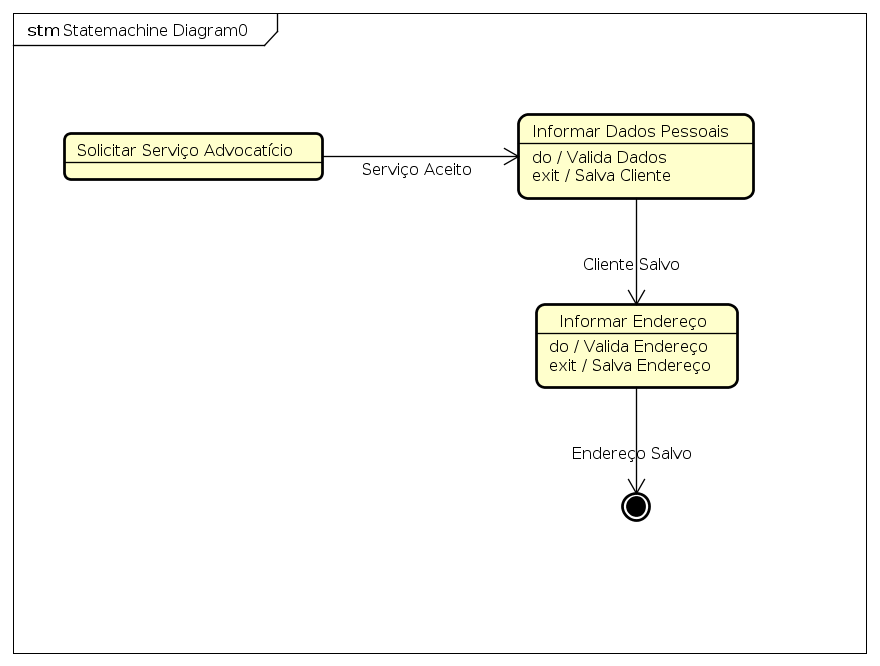 stm Statemachine Diagram0
Solicitar Serviço Advocatício
Serviço Aceito
Informar Dados Pessoais
do / Valida Dados
exit / Salva Cliente
Cliente Salvo
Informar Endereço
do / Valida Endereço
exit / Salva Endereço
Endereço Salvo